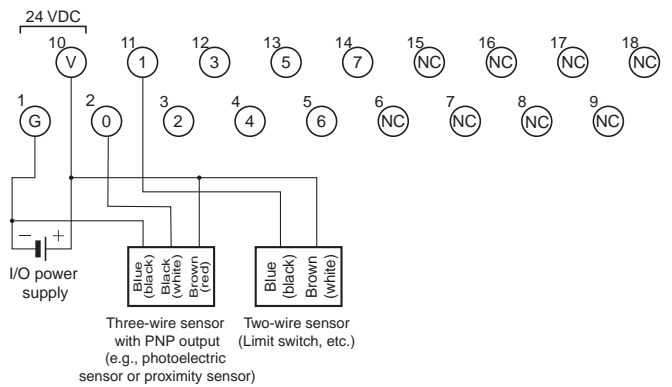 24 VDC
10 11 12 13 14 15 16 17 18
V 1 3 5 7 NC NC NC NC
1 2 3 4 5 6 7 8 9
G 0 2 4 6 NC NC NC NC
− +
I/O power
supply
Blue
(black)
Black
(white)
Brown
(red)
Blue
(black)
Brown
(white)
Three-wire sensor
with PNP output
(e.g., photoelectric
sensor or proximity sensor)
Two-wire sensor
(Limit switch, etc.)